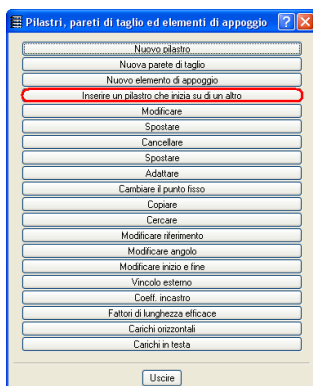 Pilastri, pareti di taglio ed elementi di appoggio
Nuovo pilastro
Nuova parete di taglio
Nuovo elemento di appoggio
Inserire un pilastro che inizia su di un altro
Modificare
Spostare
Cancellare
Spostare
Adattare
Cambiare il punto fisso
Copiare
Cercare
Modificare riferimento
Modificare angolo
Modificare inizio e fine
Vincolo esterno
Coeff. incastro
Fattori di lunghezza efficace
Carichi orizzontali
Carichi in testa
Uscire